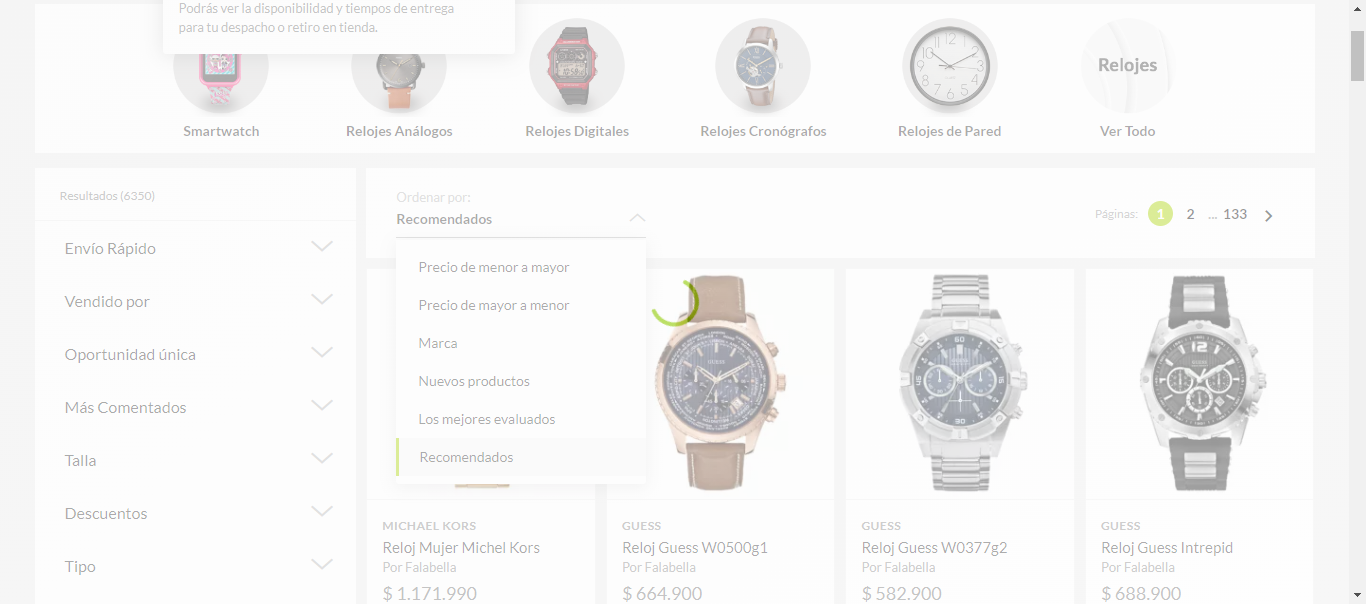 Podrás ver la disponibilidad y tiempos de entrega
para tu despacho o retiro en tienda.
Relojes
Smartwatch
Relojes Análogos
Relojes Digitales
Relojes Cronógrafos
Relojes de Pared
Ver Todo
Resultados (6350)
Envío Rápido
Vendido por
Oportunidad única
Más Comentados
Talla
Descuentos
Tipo
Ordenar por:
Recomendados
Páginas: 1 2 ... 133
Precio de menor a mayor
Precio de mayor a menor
Marca
Nuevos productos
Los mejores evaluados
Recomendados
MICHAEL KORS
Reloj Mujer Michel Kors
Por Falabella
$ 1.171.990
GUESS
Reloj Guess W0500g1
Por Falabella
$ 664.900
GUESS
Reloj Guess W0377g2
Por Falabella
$ 582.900
GUESS
Reloj Guess Intrepid
Por Falabella
$ 688.900